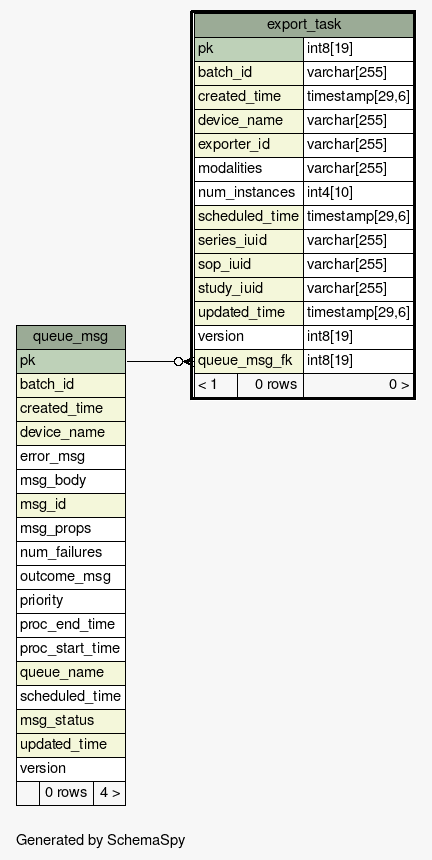 export_task
pk int8[19]
batch_id varchar[255]
created_time timestamp[29,6]
device_name varchar[255]
exporter_id varchar[255]
modalities varchar[255]
num_instances int4[10]
scheduled_time timestamp[29,6]
series_iuid varchar[255]
sop_iuid varchar[255]
study_iuid varchar[255]
updated_time timestamp[29,6]
version int8[19]
queue_msg_fk int8[19]
< 1 0 rows 0 >
queue_msg
pk
batch_id
created_time
device_name
error_msg
msg_body
msg_id
msg_props
num_failures
outcome_msg
priority
proc_end_time
proc_start_time
queue_name
scheduled_time
msg_status
updated_time
version
0 rows 4 >
Generated by SchemaSpy